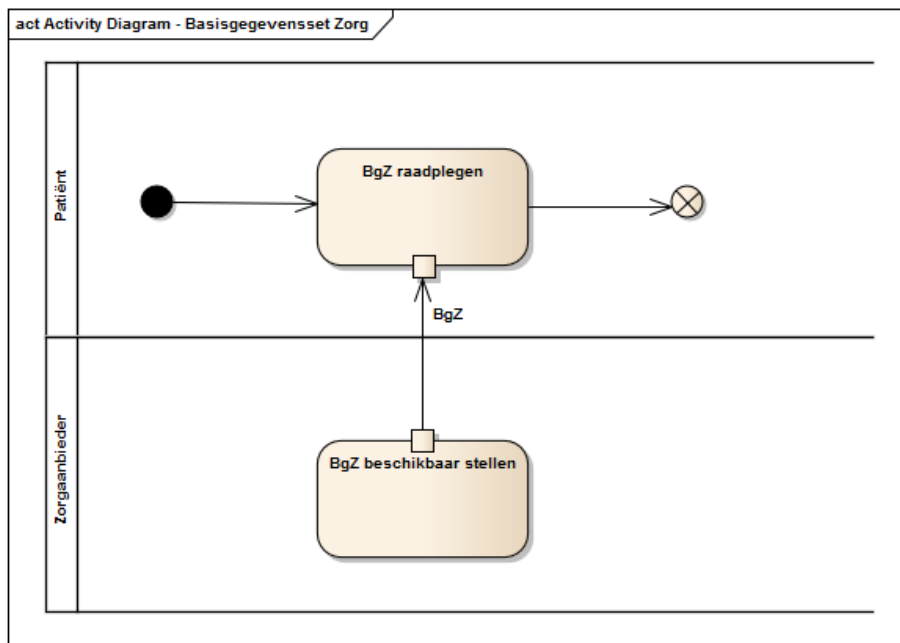 act Activity Diagram - Basisgegevensset Zorg
Patiënt
BgZ raadplegen
BgZ
Zorgaanbieder
BgZ beschikbaar stellen